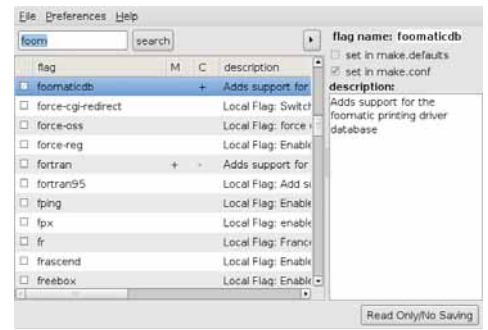 File Preferences Help
foom search
flag M C description
foomaticdb + Adds support for
force-cgi-redirect Local Flag: Switch
force-oss Local Flag: force
force-reg Local Flag: Enable
fortran + - Adds support for
fortran95 Local Flag: Add su
fping Local Flag: Enable
fpx Local Flag: enable
fr Local Flag: France
frascend Local Flag: Enable
freebox Local Flag: Enable
flag name: foomaticdb
set in make.defaults
set in make.conf
description:
Adds support for the
foomatic printing driver
database
Read Only/No Saving